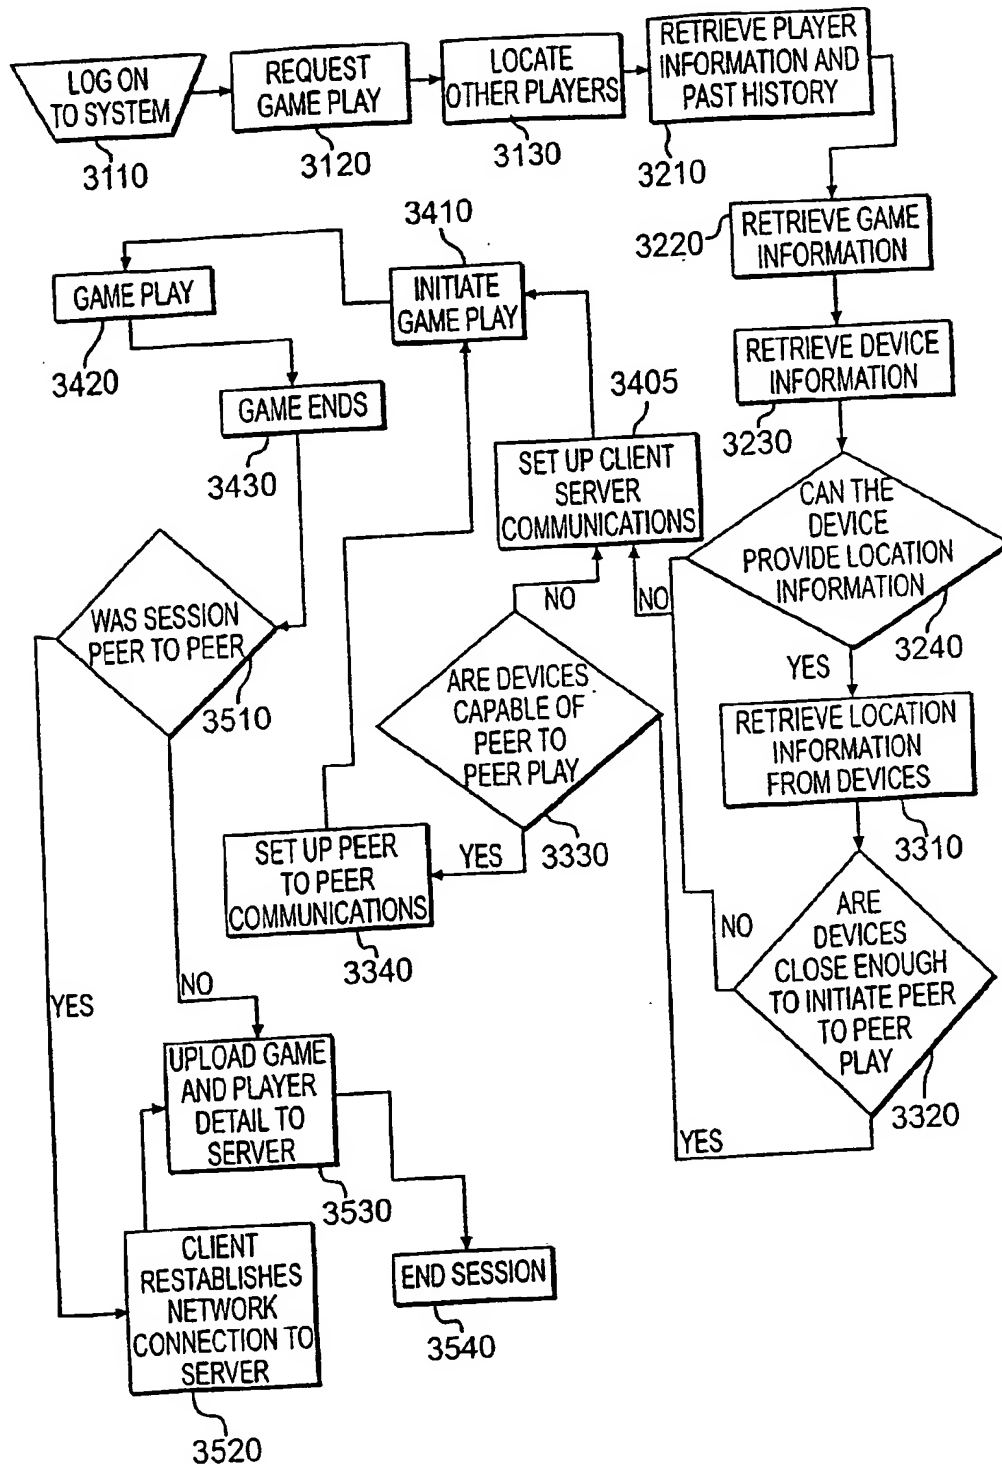 LOG ON
TO SYSTEM
3110
REQUEST
GAME PLAY
3120
LOCATE
OTHER PLAYERS
3130
RETRIEVE PLAYER
INFORMATION AND
PAST HISTORY
3210
3220
RETRIEVE GAME
INFORMATION
RETRIEVE DEVICE
INFORMATION
3230
CAN THE
DEVICE
PROVIDE LOCATION
INFORMATION
3240
NO
YES
RETRIEVE LOCATION
INFORMATION
FROM DEVICES
3310
ARE
DEVICES
CLOSE ENOUGH
TO INITIATE PEER
TO PEER
PLAY
3320
NO
YES
ARE DEVICES
CAPABLE OF
PEER TO
PEER PLAY
3330
NO
YES
SET UP PEER
TO PEER
COMMUNICATIONS
3340
3405
SET UP CLIENT
SERVER
COMMUNICATIONS
3410
INITIATE
GAME PLAY
GAME PLAY
3420
GAME ENDS
3430
WAS SESSION
PEER TO PEER
3510
YES
NO
CLIENT
RESTABLISHES
NETWORK
CONNECTION TO
SERVER
3520
UPLOAD GAME
AND PLAYER
DETAIL TO
SERVER
3530
END SESSION
3540